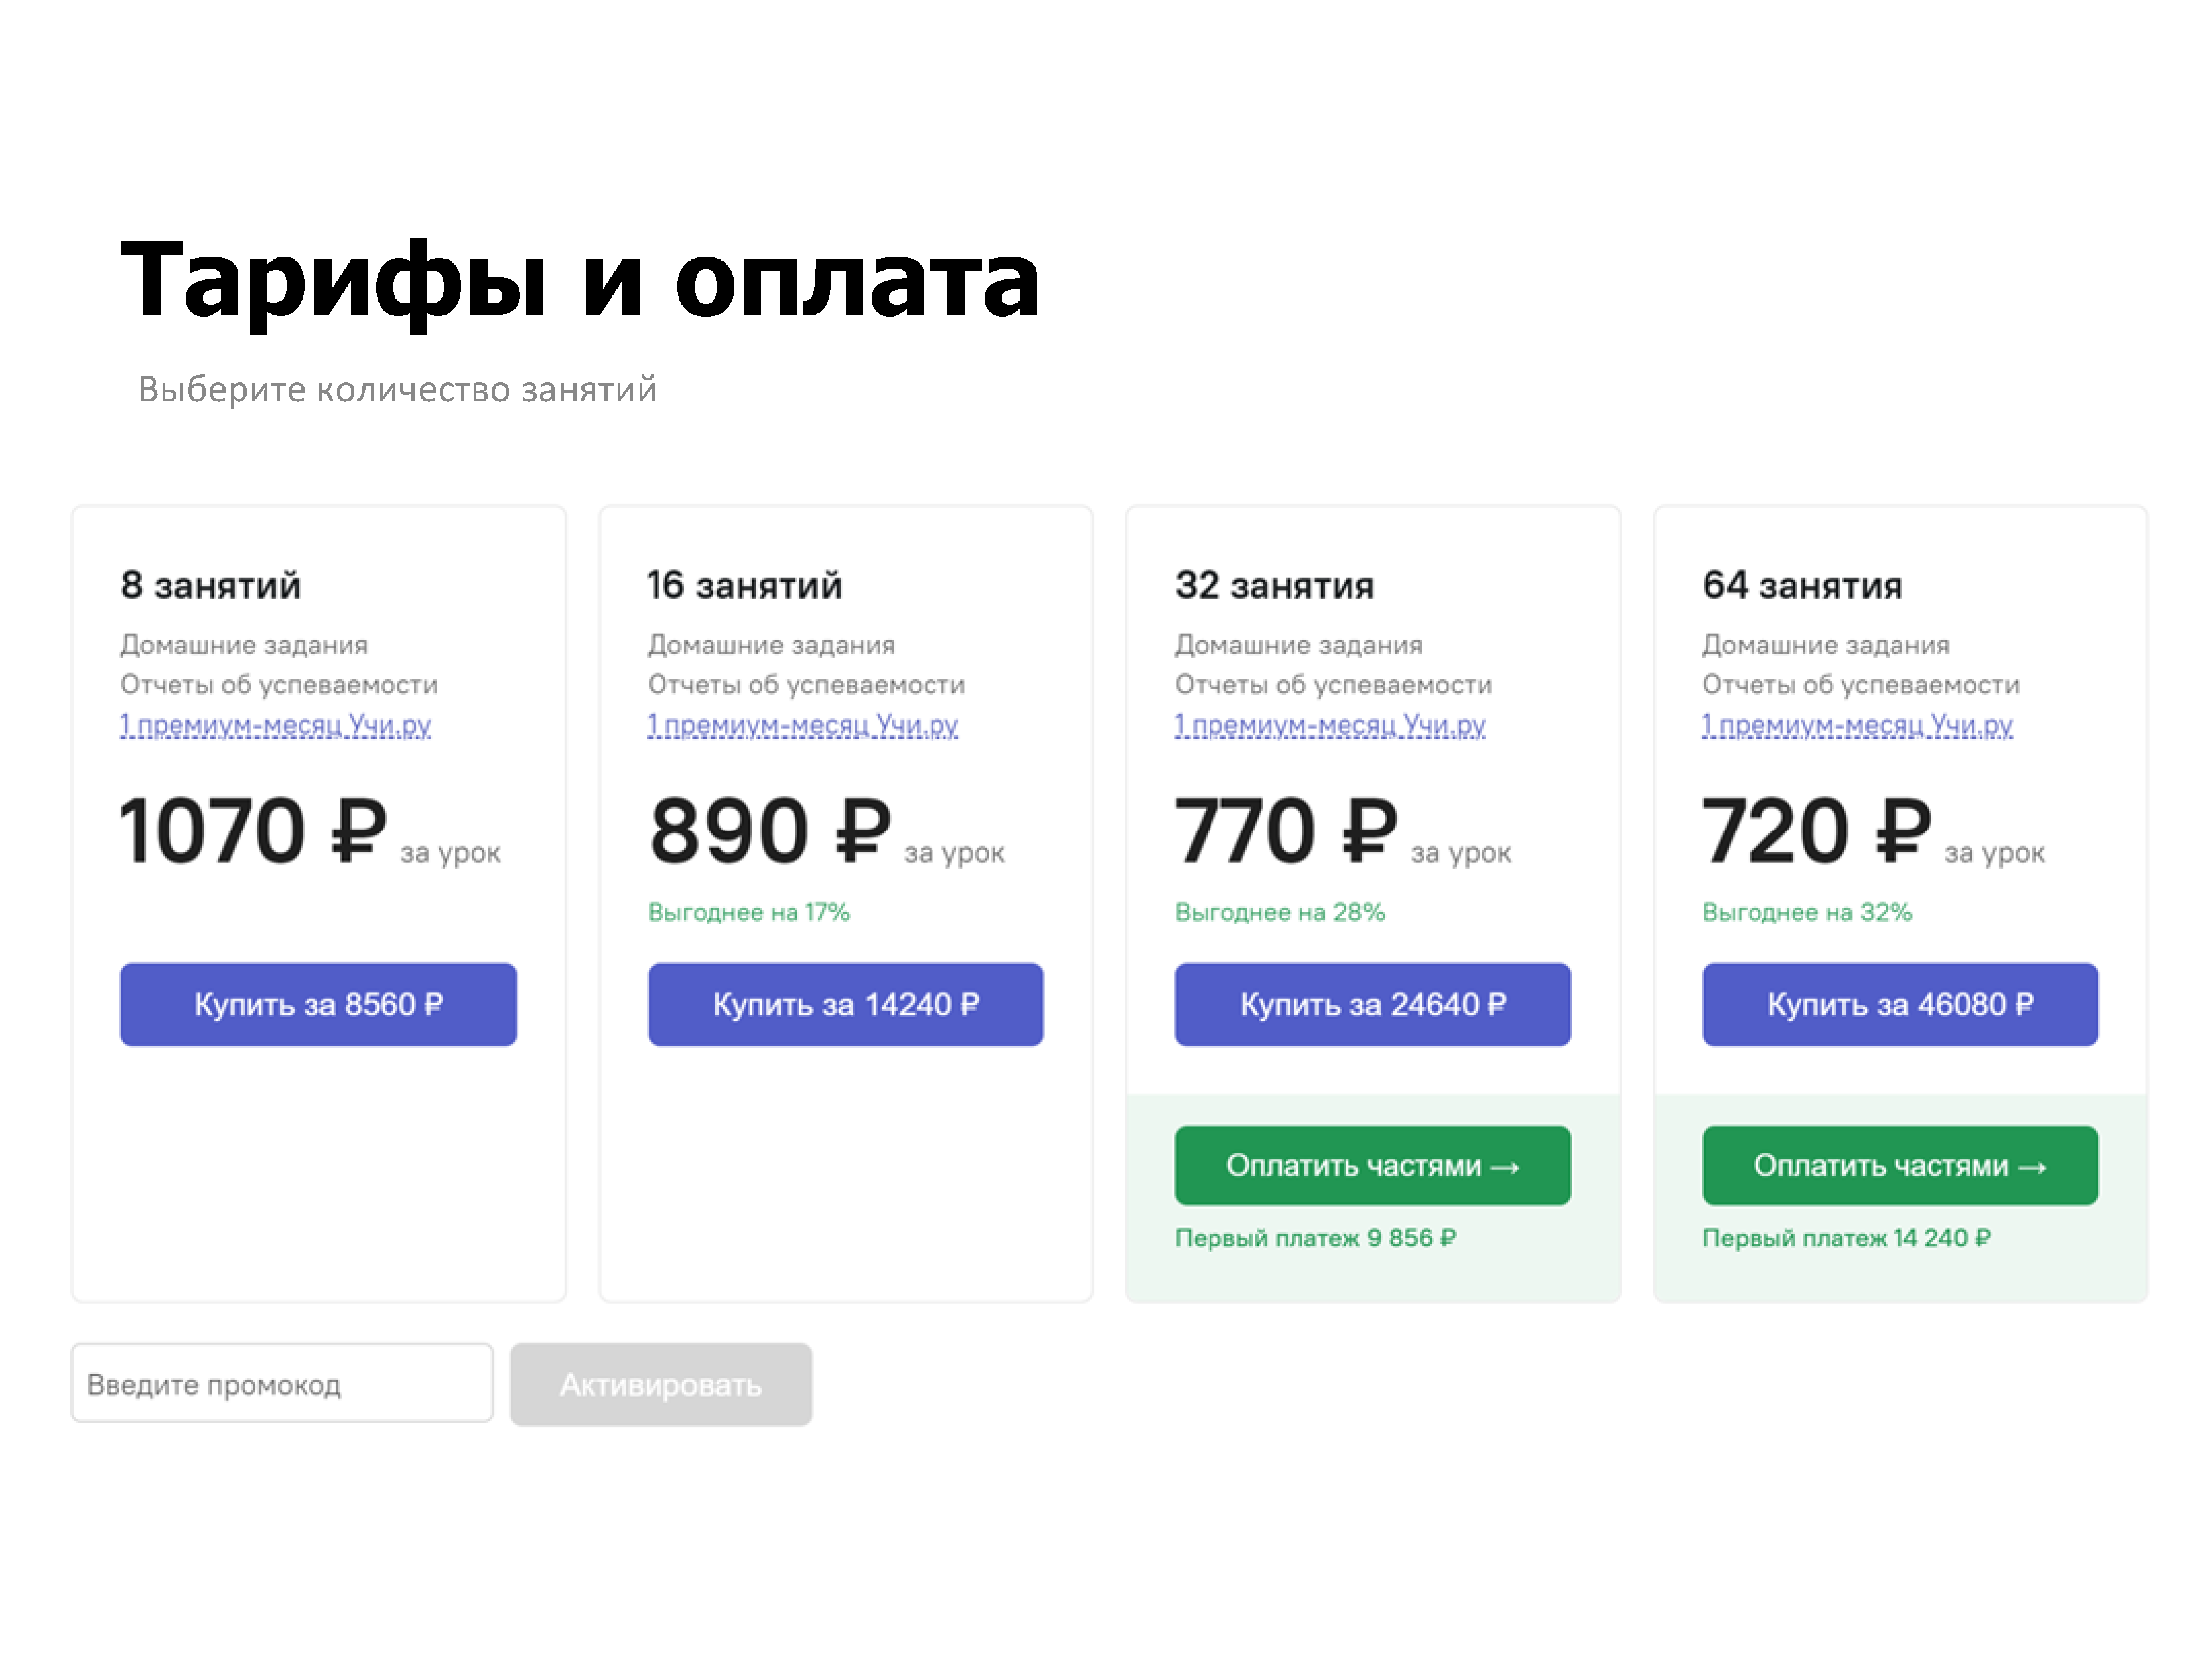 Тарифы и оплата
Выберите количество занятий
8 занятий
Домашние задания
Отчеты об успеваемости
1 премиум-месяц Учи.ру
1070 ₽ за урок
Купить за 8560 ₽
16 занятий
Домашние задания
Отчеты об успеваемости
1 премиум-месяц Учи.ру
890 ₽ за урок
Выгоднее на 17%
Купить за 14240 ₽
32 занятия
Домашние задания
Отчеты об успеваемости
1 премиум-месяц Учи.ру
770 ₽ за урок
Выгоднее на 28%
Купить за 24640 ₽
Оплатить частями →
Первый платеж 9 856 ₽
64 занятия
Домашние задания
Отчеты об успеваемости
1 премиум-месяц Учи.ру
720 ₽ за урок
Выгоднее на 32%
Купить за 46080 ₽
Оплатить частями →
Первый платеж 14 240 ₽
Введите промокод
Активировать